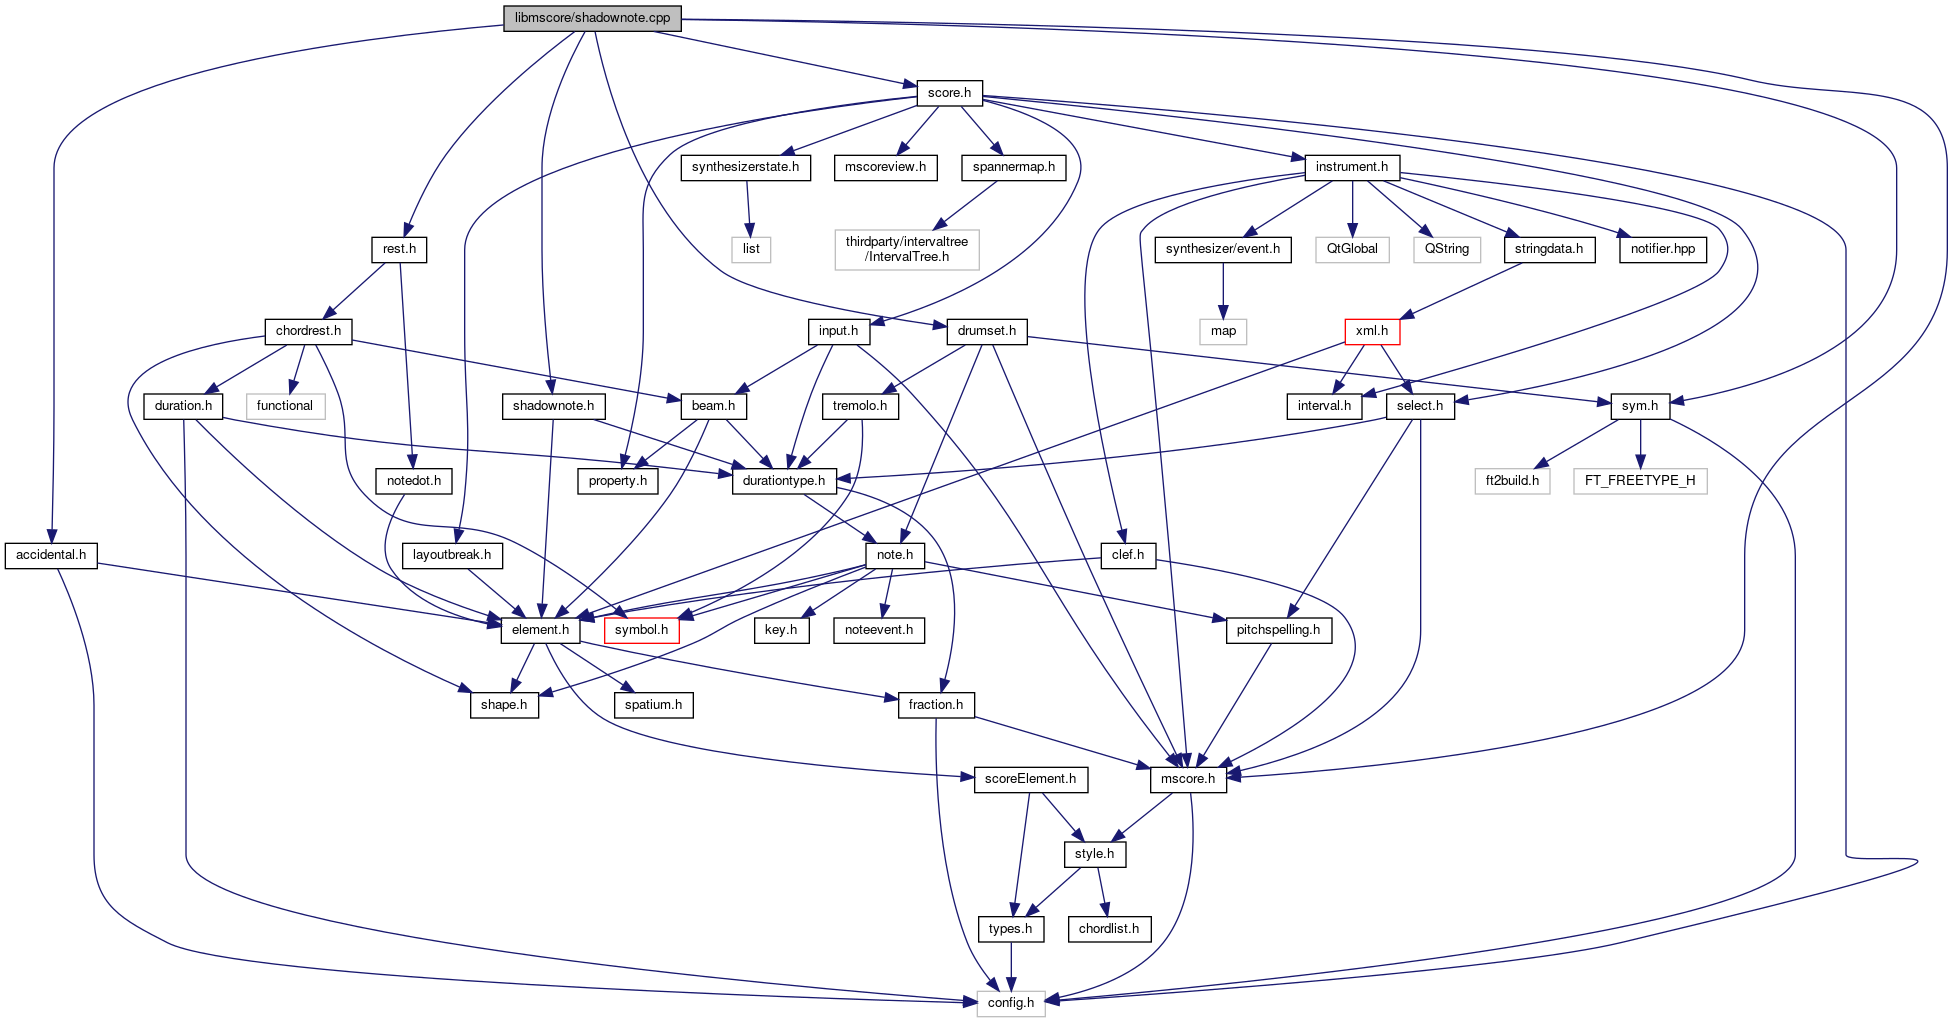 libmscore/shadownote.cpp
score.h
synthesizerstate.h
mscoreview.h
spannermap.h
instrument.h
rest.h
list
thirdparty/intervaltree
/IntervalTree.h
synthesizer/event.h
QtGlobal
QString
stringdata.h
notifier.hpp
chordrest.h
input.h
drumset.h
map
xml.h
duration.h
functional
shadownote.h
beam.h
tremolo.h
interval.h
select.h
sym.h
notedot.h
property.h
durationtype.h
ft2build.h
FT_FREETYPE_H
accidental.h
layoutbreak.h
note.h
clef.h
element.h
symbol.h
key.h
noteevent.h
pitchspelling.h
shape.h
spatium.h
fraction.h
scoreElement.h
mscore.h
style.h
types.h
chordlist.h
config.h